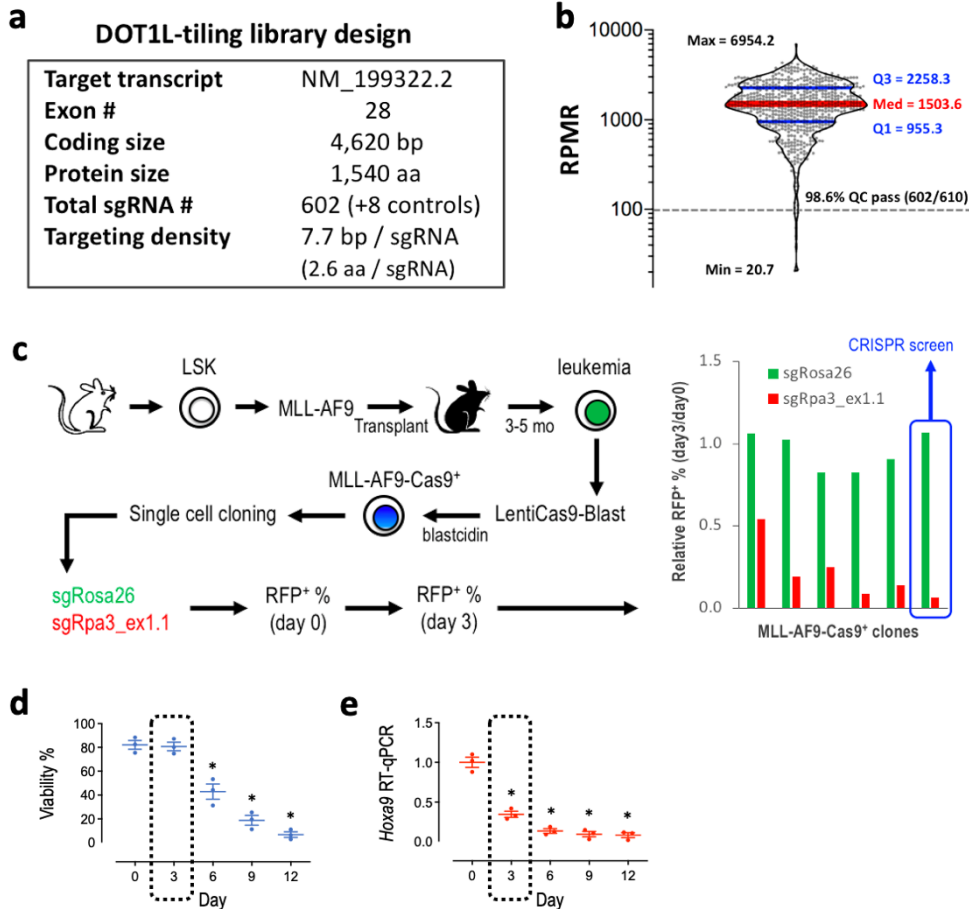 a
DOT1L-tiling library design
Target transcript NM_199322.2
Exon # 28
Coding size 4,620 bp
Protein size 1,540 aa
Total sgRNA # 602 (+8 controls)
Targeting density 7.7 bp / sgRNA
(2.6 aa / sgRNA)
b
RPMR
10000
1000
100
Max = 6954.2
Q3 = 2258.3
Med = 1503.6
Q1 = 955.3
98.6% QC pass (602/610)
Min = 20.7
c
LSK
MLL-AF9
Transplant
3-5 mo
leukemia
LentiCas9-Blast
blastcidin
MLL-AF9-Cas9⁺
Single cell cloning
sgRosa26
sgRpa3_ex1.1
RFP⁺ %
(day 0)
RFP⁺ %
(day 3)
CRISPR screen
sgRosa26
sgRpa3_ex1.1
Relative RFP⁺ % (day3/day0)
1.5
1.0
0.5
0.0
MLL-AF9-Cas9⁺ clones
d
Viability %
100
80
60
40
20
0
* * *
0 3 6 9 12
Day
e
Hoxa9 RT-qPCR
1.5
1.0
0.5
0.0
* * * *
0 3 6 9 12
Day